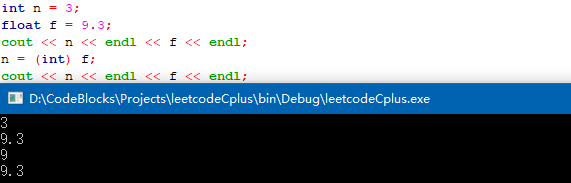 int n = 3;
float f = 9.3;
cout << n << endl << f << endl;
n = (int) f;
cout << n << endl << f << endl;
D:\CodeBlocks\Projects\leetcodeCplus\bin\Debug\leetcodeCplus.exe
3
9.3
9
9.3